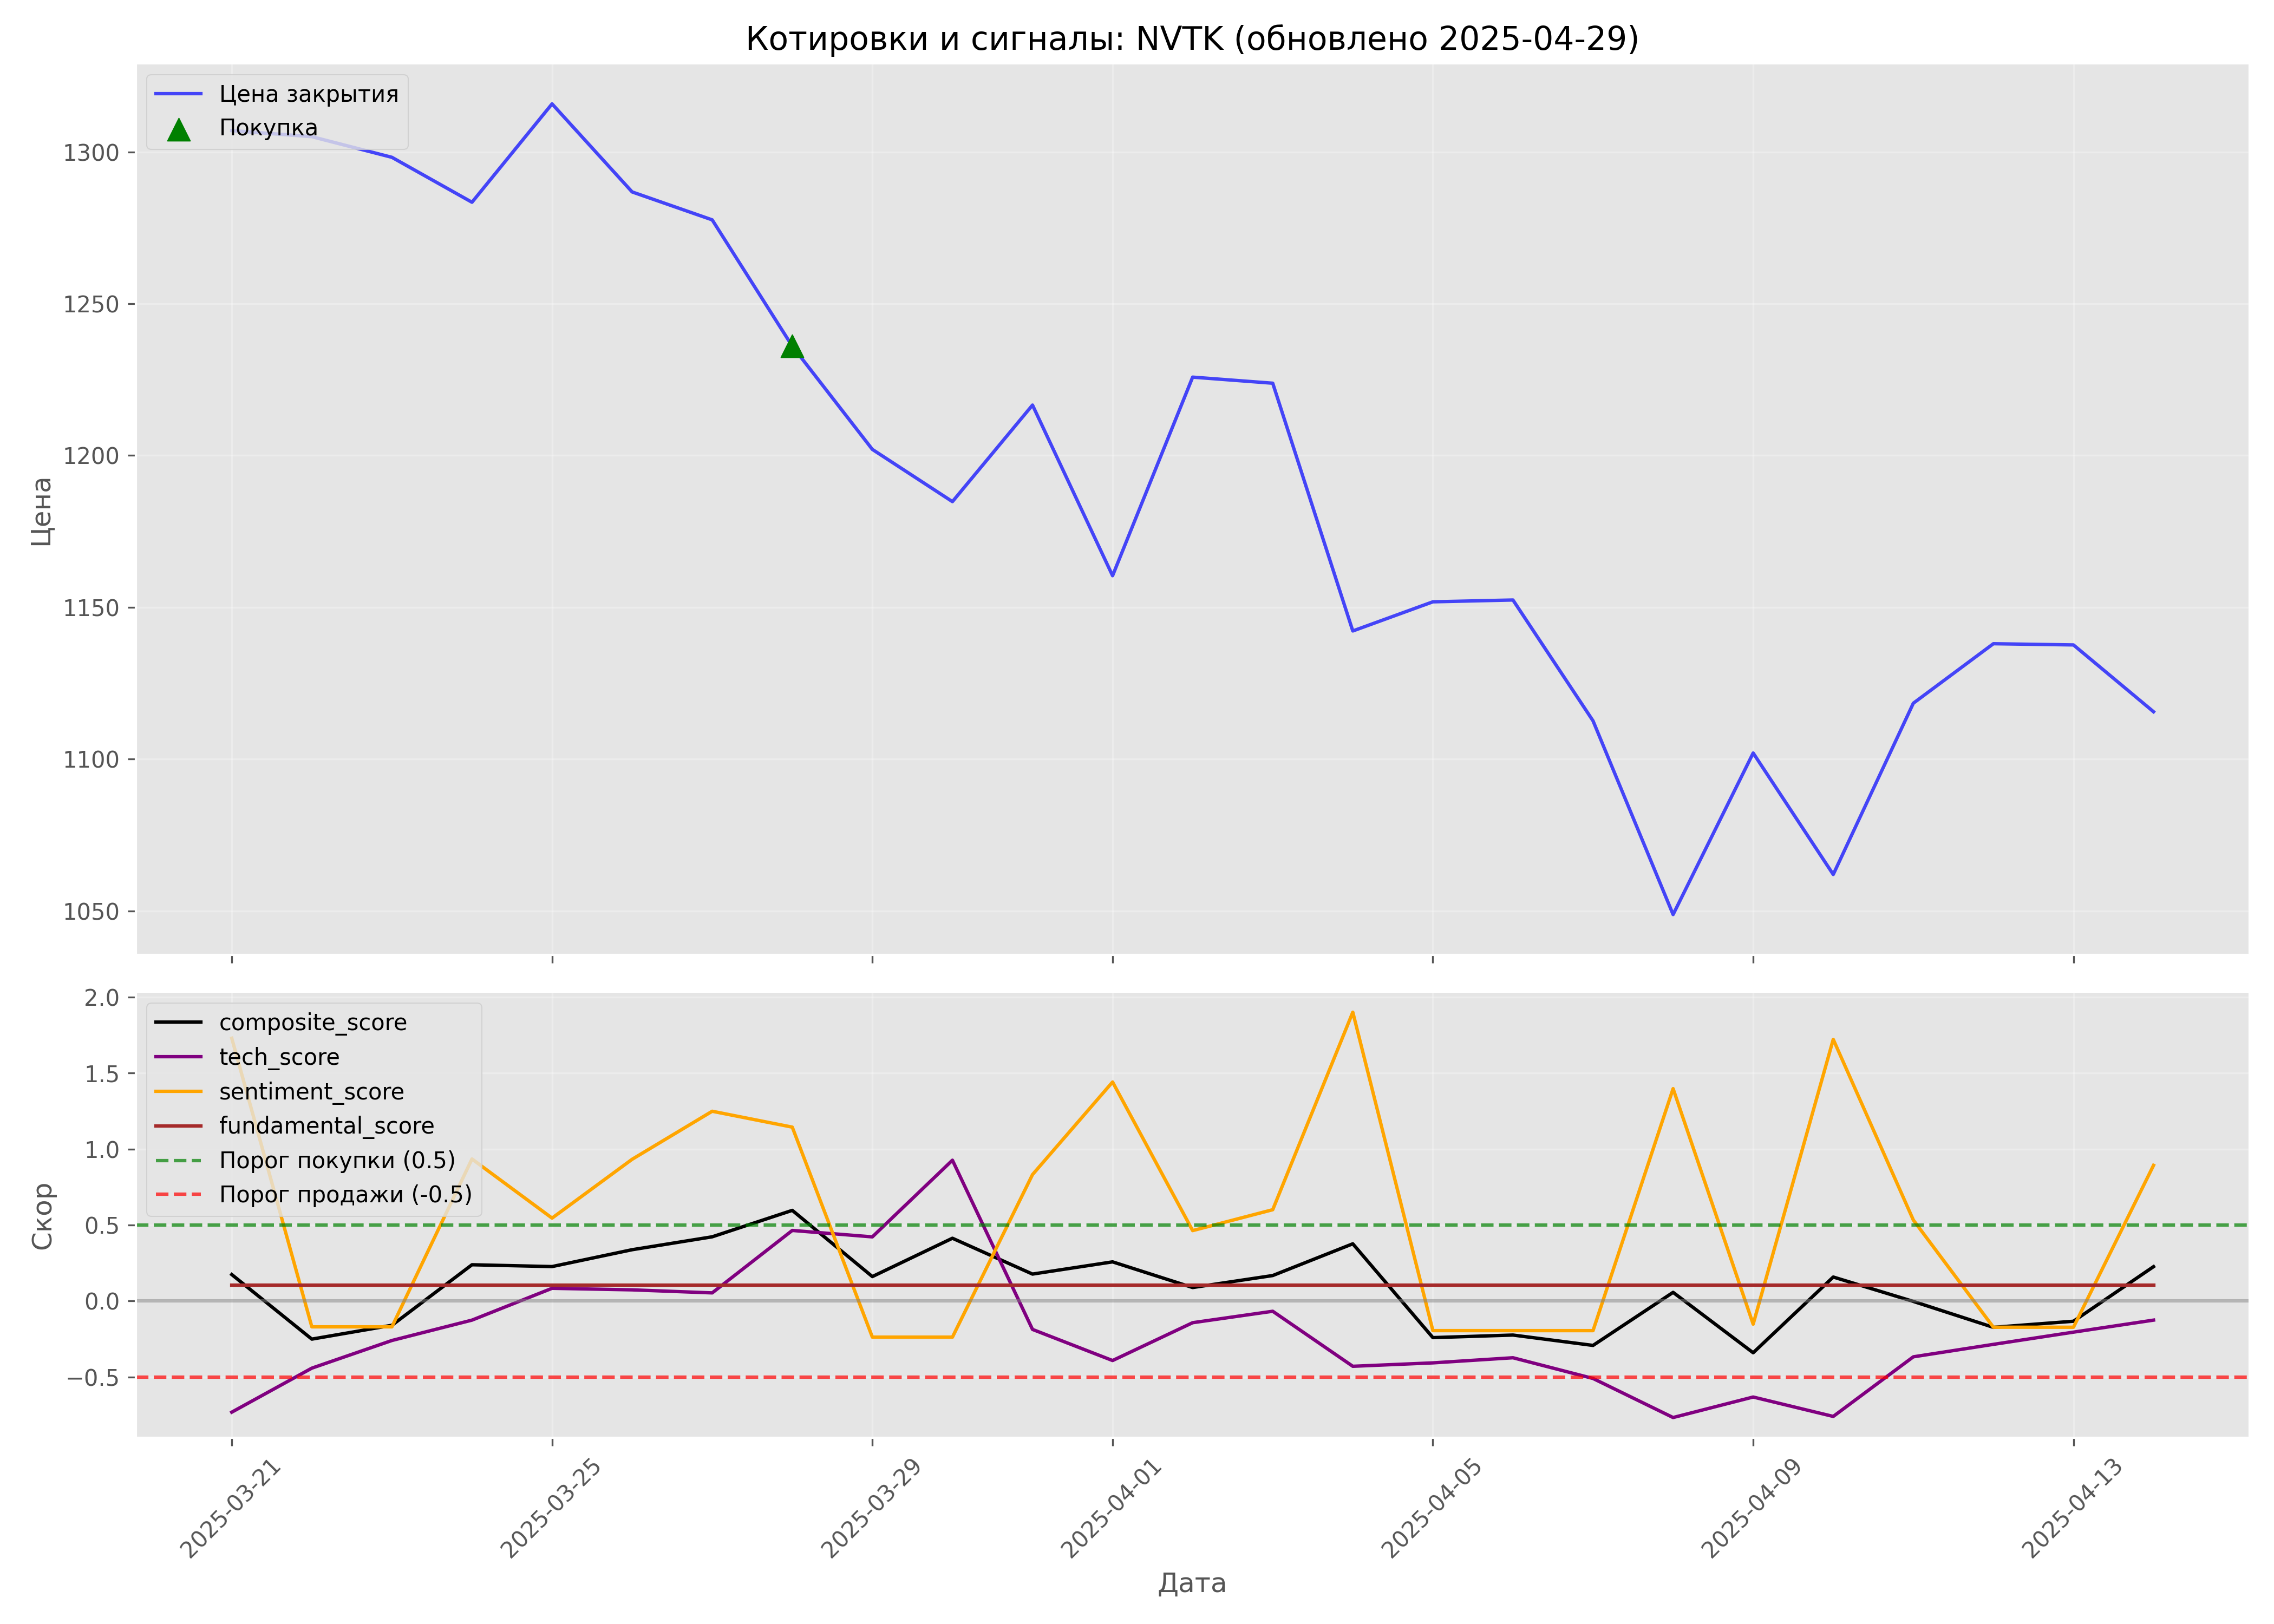 Котировки и сигналы: NVTK (обновлено 2025-04-29)
Цена закрытия
Покупка
1300
1250
1200
1150
1100
1050
Цена
composite_score
tech_score
sentiment_score
fundamental_score
Порог покупки (0.5)
Порог продажи (-0.5)
2.0
1.5
1.0
0.5
0.0
−0.5
Скор
2025-03-21
2025-03-25
2025-03-29
2025-04-01
2025-04-05
2025-04-09
2025-04-13
Дата